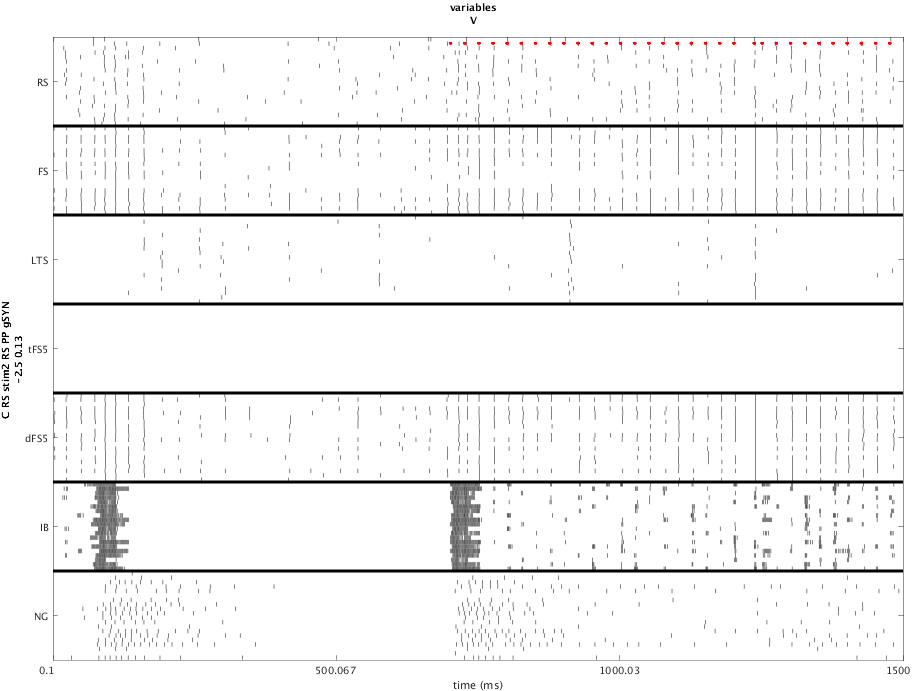 variables
V
RS
FS
LTS
tFS5
dFS5
IB
NG
C RS stim2 RS PP gSYN
-2.5 0.13
0.1
500.067
1000.03
1500
time (ms)